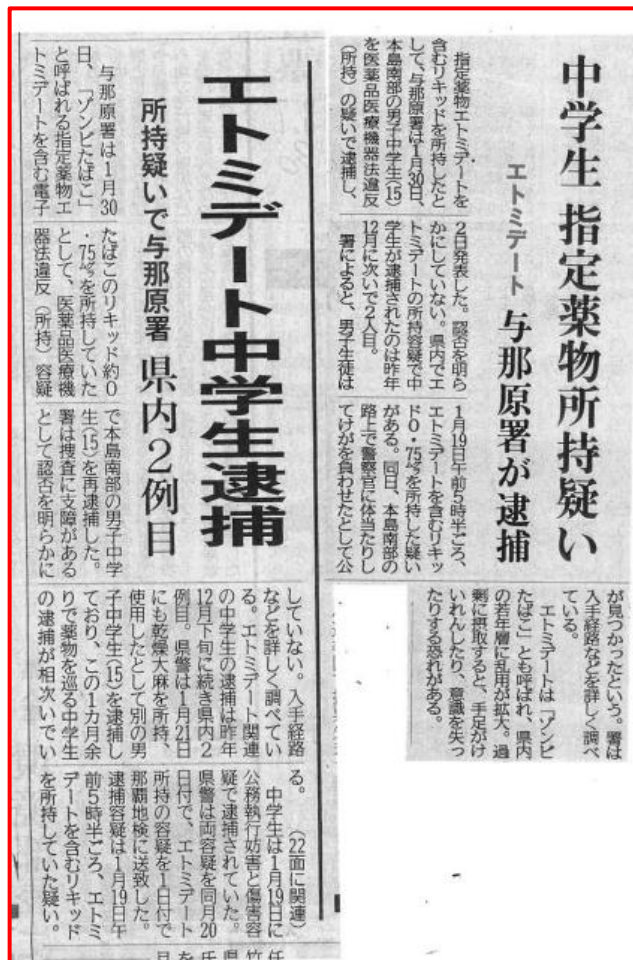 中学生 指定薬物所持疑い
エトミデート 与那原署が逮捕
指定薬物エトミデートを
含むリキッドを所持したと
して、与那原署は1月30日、
本島南部の男子中学生(15)
を医薬品医療機器法違反
(所持)の疑いで逮捕し、
2日発表した。認否を明ら
かにしていない。県内でエ
トミデートの所持容疑で中
学生が逮捕されたのは昨年
12月に次いで2人目。
署によると、男子生徒は
1月19日午前5時半ごろ、
エトミデートを含むリキッ
ド0・75㌘を所持した疑い
がある。同日、本島南部の
路上で警察官に体当たりし
てけがを負わせたとして公
が見つかったという。署は
入手経路などを詳しく調べ
ている。
エトミデートは「ゾンビ
たばこ」とも呼ばれ、県内
の若年層に乱用が拡大。過
剰に摂取すると、手足がけ
いれんしたり、意識を失っ
たりする恐れがある。
エトミデート中学生逮捕
所持疑いで与那原署 県内2例目
与那原署は1月30
日、「ゾンビたばこ」
と呼ばれる指定薬物エ
トミデートを含む電子
たばこのリキッド約0
・75㌘を所持していた
として、医薬品医療機
器法違反(所持)容疑
で本島南部の男子中学
生(15)を再逮捕した。
署は捜査に支障がある
として認否を明らかに
していない。入手経路
などを詳しく調べてい
る。エトミデート関連
の中学生の逮捕は昨年
12月下旬に続き県内2
例目。県警は1月21日
にも乾燥大麻を所持、
使用したとして別の男
子中学生(15)を逮捕し
ており、この1カ月余
りで薬物を巡る中学生
の逮捕が相次いでい
る。(22面に関連)
中学生は1月19日に
公務執行妨害と傷害容
疑で逮捕されていた。
県警は両容疑を同月20
日付で、エトミデート
所持の容疑を1日付で
那覇地検に送致した。
逮捕容疑は1月19日午
前5時半ごろ、エトミ
デートを含むリキッド
を所持していた疑い。